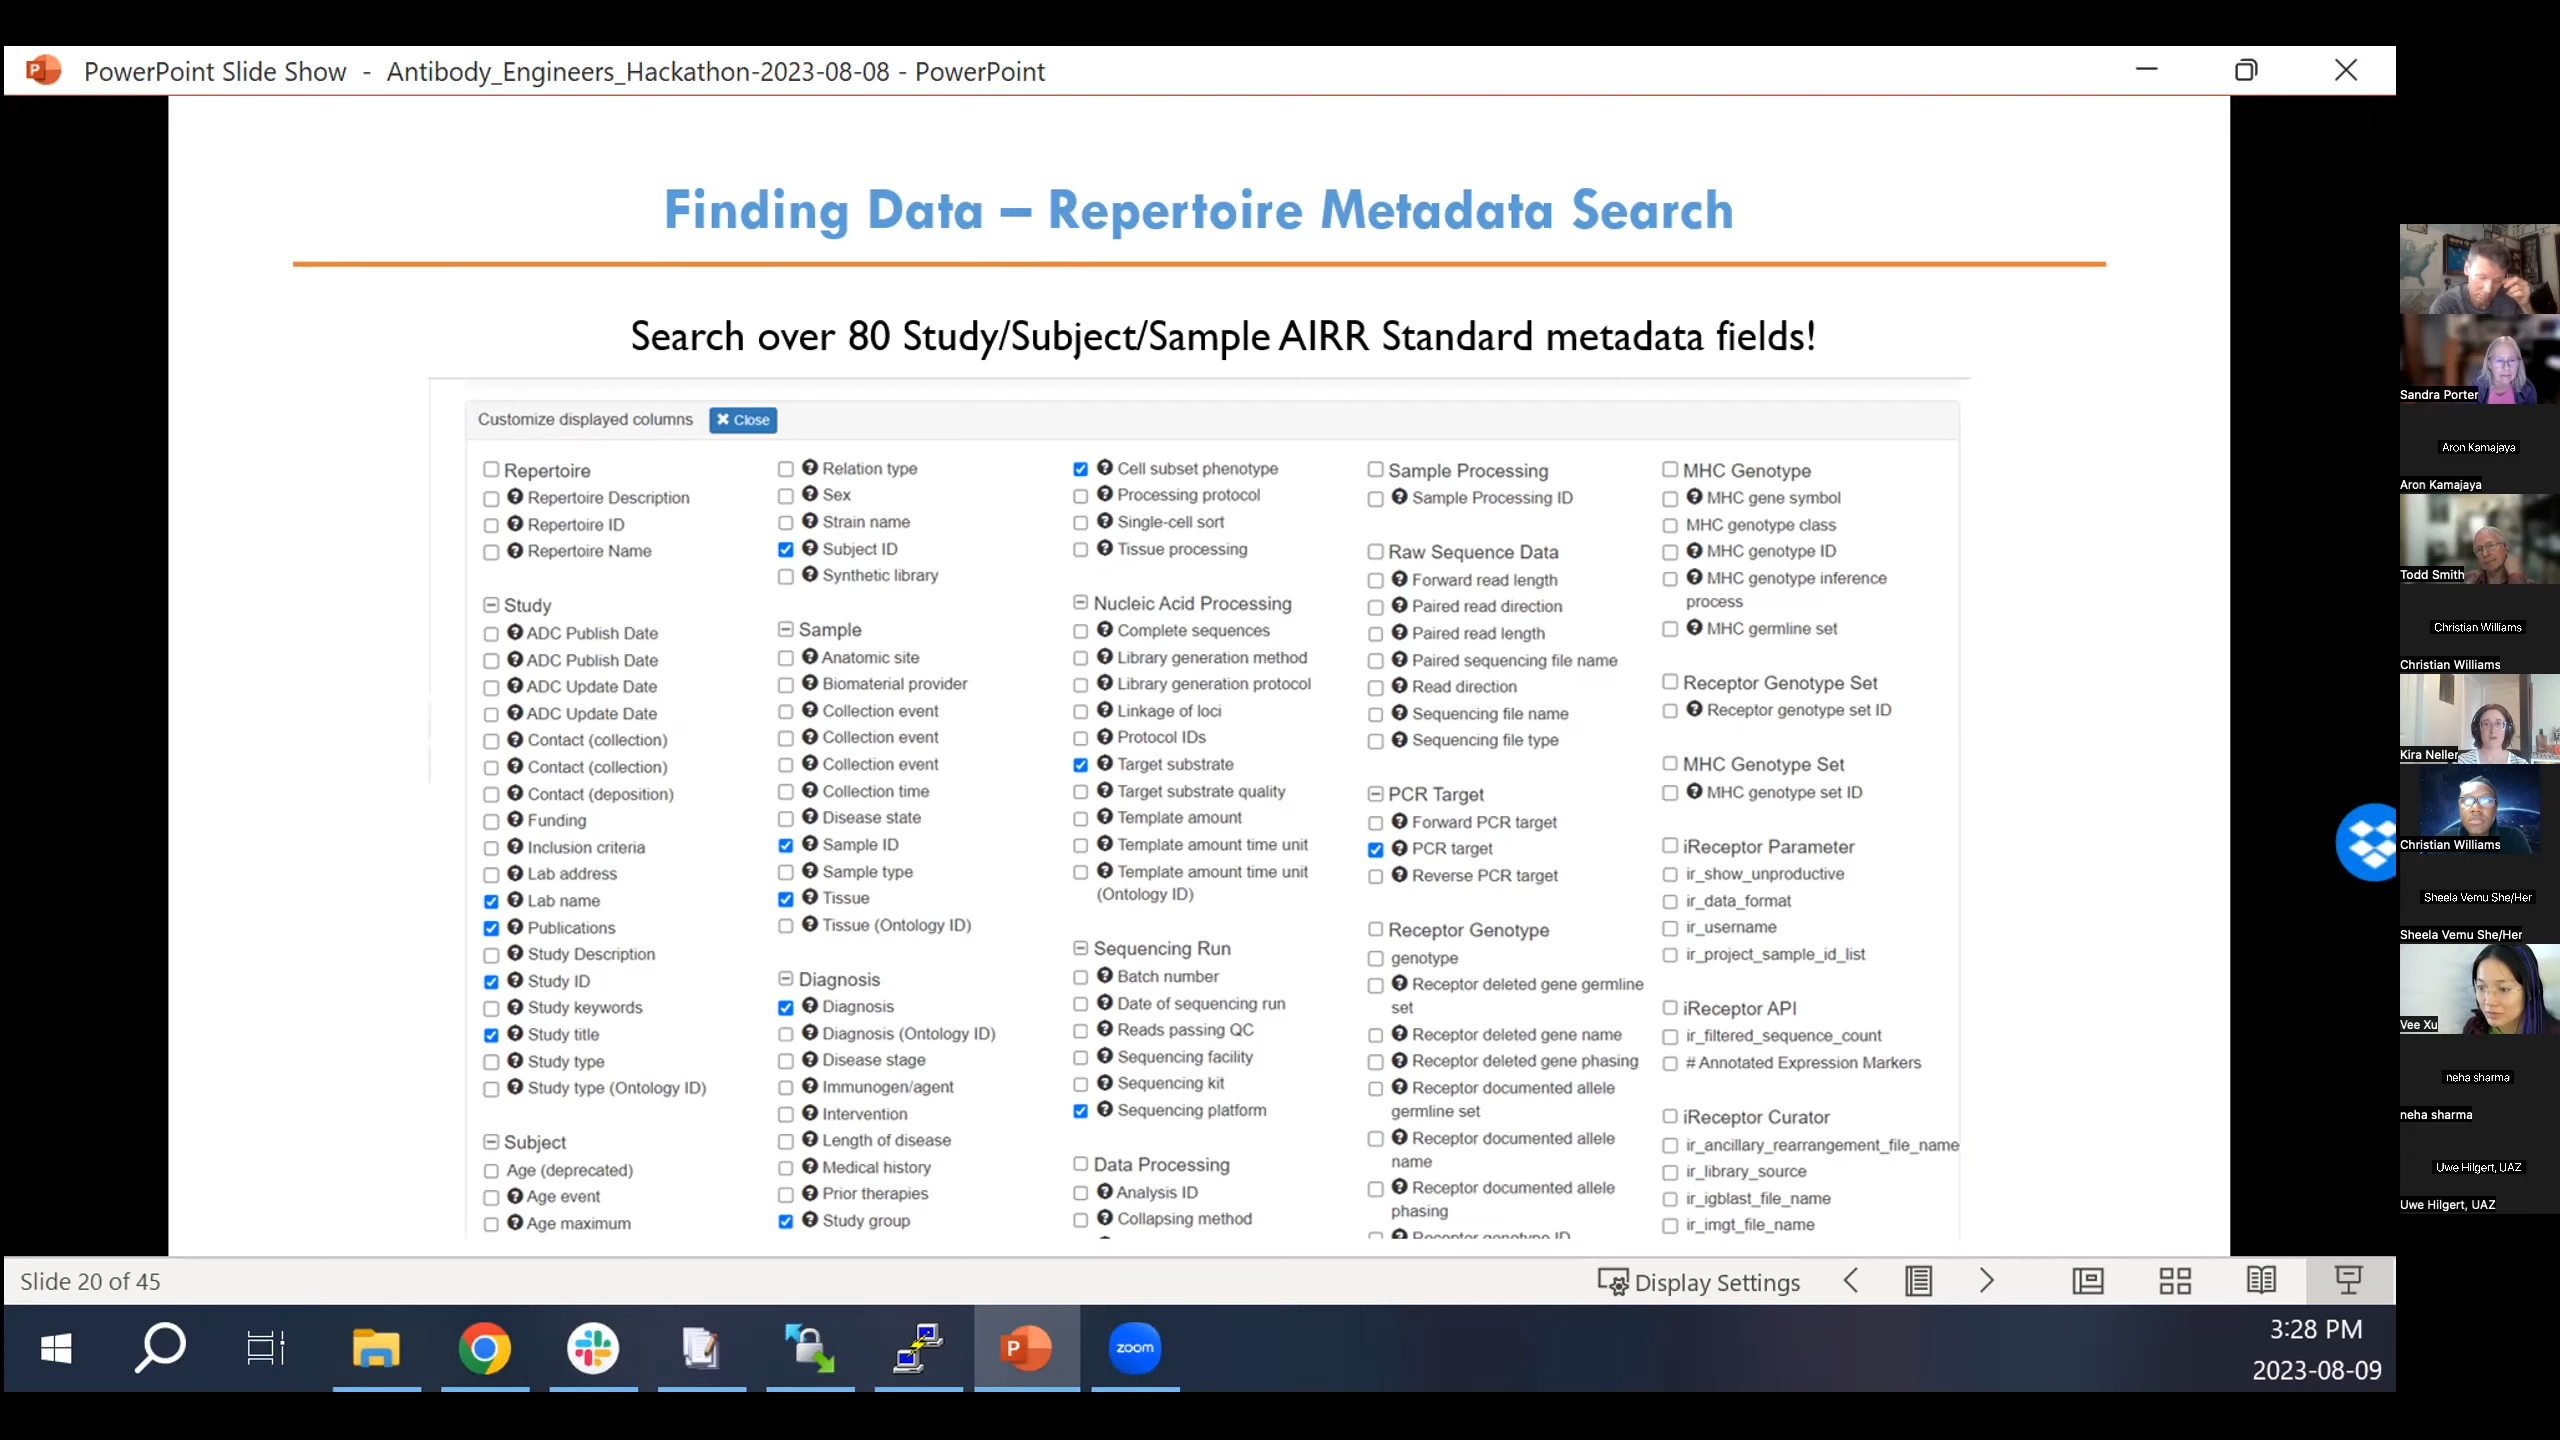 PowerPoint Slide Show - Antibody_Engineers_Hackathon-2023-08-08 - PowerPoint
Finding Data – Repertoire Metadata Search
Search over 80 Study/Subject/Sample AIRR Standard metadata fields!
Customize displayed columns
Close
Repertoire
Repertoire Description
Repertoire ID
Repertoire Name
Study
ADC Publish Date
ADC Publish Date
ADC Update Date
ADC Update Date
Contact (collection)
Contact (collection)
Contact (deposition)
Funding
Inclusion criteria
Lab address
Lab name
Publications
Study Description
Study ID
Study keywords
Study title
Study type
Study type (Ontology ID)
Subject
Age (deprecated)
Age event
Age maximum
Relation type
Sex
Strain name
Subject ID
Synthetic library
Sample
Anatomic site
Biomaterial provider
Collection event
Collection event
Collection event
Collection time
Disease state
Sample ID
Sample type
Tissue
Tissue (Ontology ID)
Diagnosis
Diagnosis
Diagnosis (Ontology ID)
Disease stage
Immunogen/agent
Intervention
Length of disease
Medical history
Prior therapies
Study group
Cell subset phenotype
Processing protocol
Single-cell sort
Tissue processing
Nucleic Acid Processing
Complete sequences
Library generation method
Library generation protocol
Linkage of loci
Protocol IDs
Target substrate
Target substrate quality
Template amount
Template amount time unit
Template amount time unit
(Ontology ID)
Sequencing Run
Batch number
Date of sequencing run
Reads passing QC
Sequencing facility
Sequencing kit
Sequencing platform
Data Processing
Analysis ID
Collapsing method
Sample Processing
Sample Processing ID
Raw Sequence Data
Forward read length
Paired read direction
Paired read length
Paired sequencing file name
Read direction
Sequencing file name
Sequencing file type
PCR Target
Forward PCR target
PCR target
Reverse PCR target
Receptor Genotype
genotype
Receptor deleted gene germline
set
Receptor deleted gene name
Receptor deleted gene phasing
Receptor documented allele
germline set
Receptor documented allele
name
Receptor documented allele
phasing
Receptor genotype ID
MHC Genotype
MHC gene symbol
MHC genotype class
MHC genotype ID
MHC genotype inference
process
MHC germline set
Receptor Genotype Set
Receptor genotype set ID
MHC Genotype Set
MHC genotype set ID
iReceptor Parameter
ir_show_unproductive
ir_data_format
ir_username
ir_project_sample_id_list
iReceptor API
ir_filtered_sequence_count
# Annotated Expression Markers
iReceptor Curator
ir_ancillary_rearrangement_file_name
ir_library_source
ir_igblast_file_name
ir_imgt_file_name
Sandra Porter
Aron Kamajaya
Aron Kamajaya
Todd Smith
Christian Williams
Christian Williams
Kira Neller
Christian Williams
Sheela Vemu She/Her
Sheela Vemu She/Her
Vee Xu
neha sharma
neha sharma
Uwe Hilgert, UAZ
Uwe Hilgert, UAZ
Slide 20 of 45
Display Settings
P
zoom
3:28 PM
2023-08-09